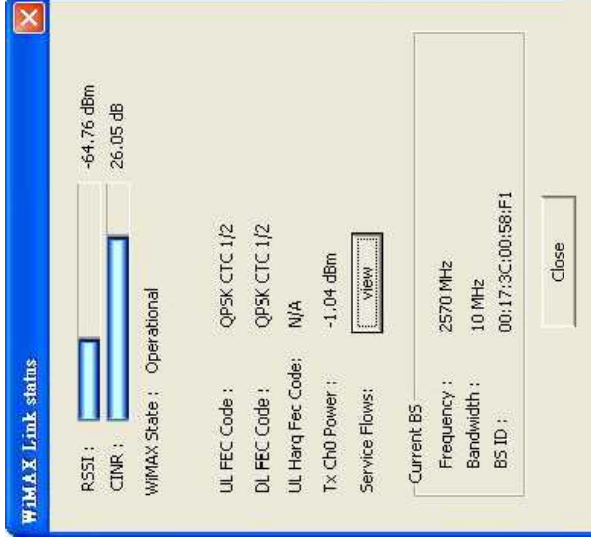 WiMAX Link status
RSSI : -64.76 dBm
CINR : 26.05 dB
WiMAX State : Operational
UL FEC Code : QPSK CTC 1/2
DL FEC Code : QPSK CTC 1/2
UL Harq Fec Code: N/A
Tx Ch0 Power : -1.04 dBm
Service Flows: view
Current BS
Frequency : 2570 MHz
Bandwidth : 10 MHz
BS ID : 00:17:3C:00:58:F1
Close